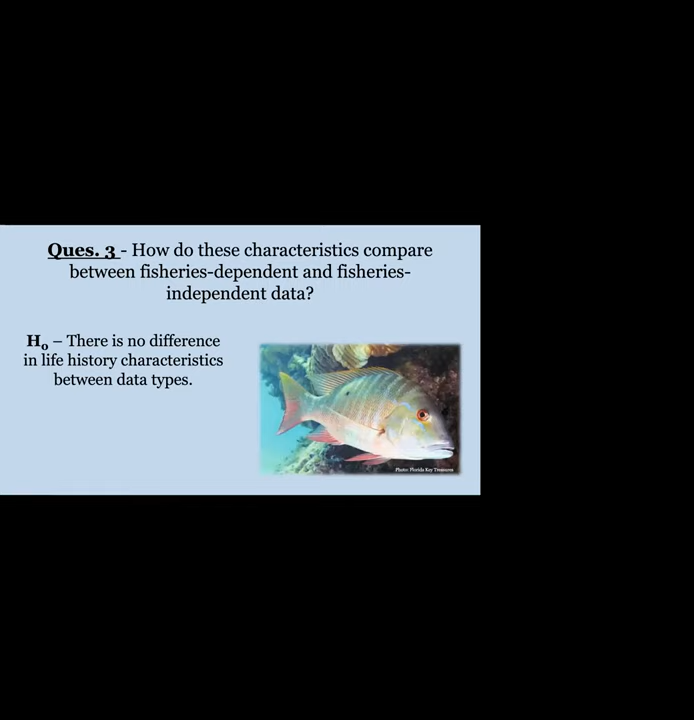 Ques. 3 - How do these characteristics compare
between fisheries-dependent and fisheries-
independent data?
Ho – There is no difference
in life history characteristics
between data types.
Photo: Florida Key Treasures